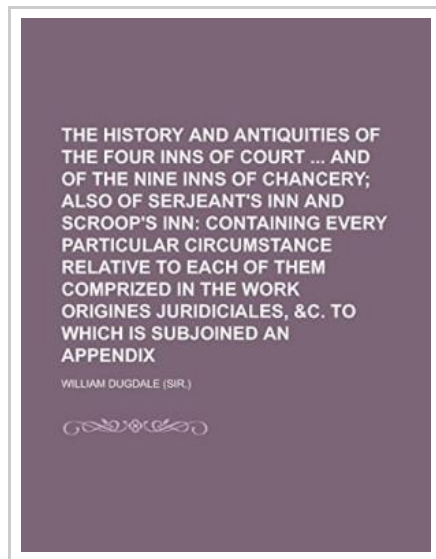 THE HISTORY AND ANTIQUITIES OF
THE FOUR INNS OF COURT ... AND
OF THE NINE INNS OF CHANCERY;
ALSO OF SERJEANT'S INN AND
SCROOP'S INN: CONTAINING EVERY
PARTICULAR CIRCUMSTANCE
RELATIVE TO EACH OF THEM
COMPRIZED IN THE WORK
ORIGINES JURIDICIALES, &C. TO
WHICH IS SUBJOINED AN
APPENDIX
WILLIAM DUGDALE (SIR.)